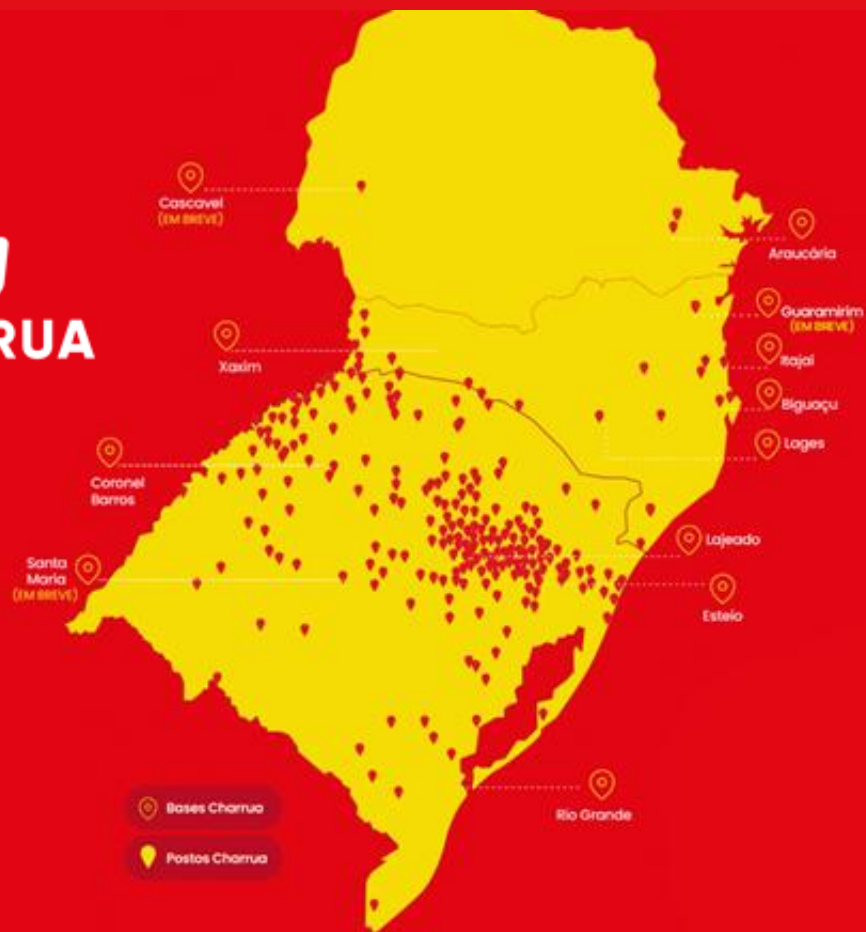 RUA
Cascavel
(EM BREVE)
Araucária
Guaramirim
(EM BREVE)
Xaxim
Itajaí
Biguaçu
Lages
Coronel
Barros
Lajeado
Santa
Maria
(EM BREVE)
Esteio
Rio Grande
Bases Charrua
Postos Charrua